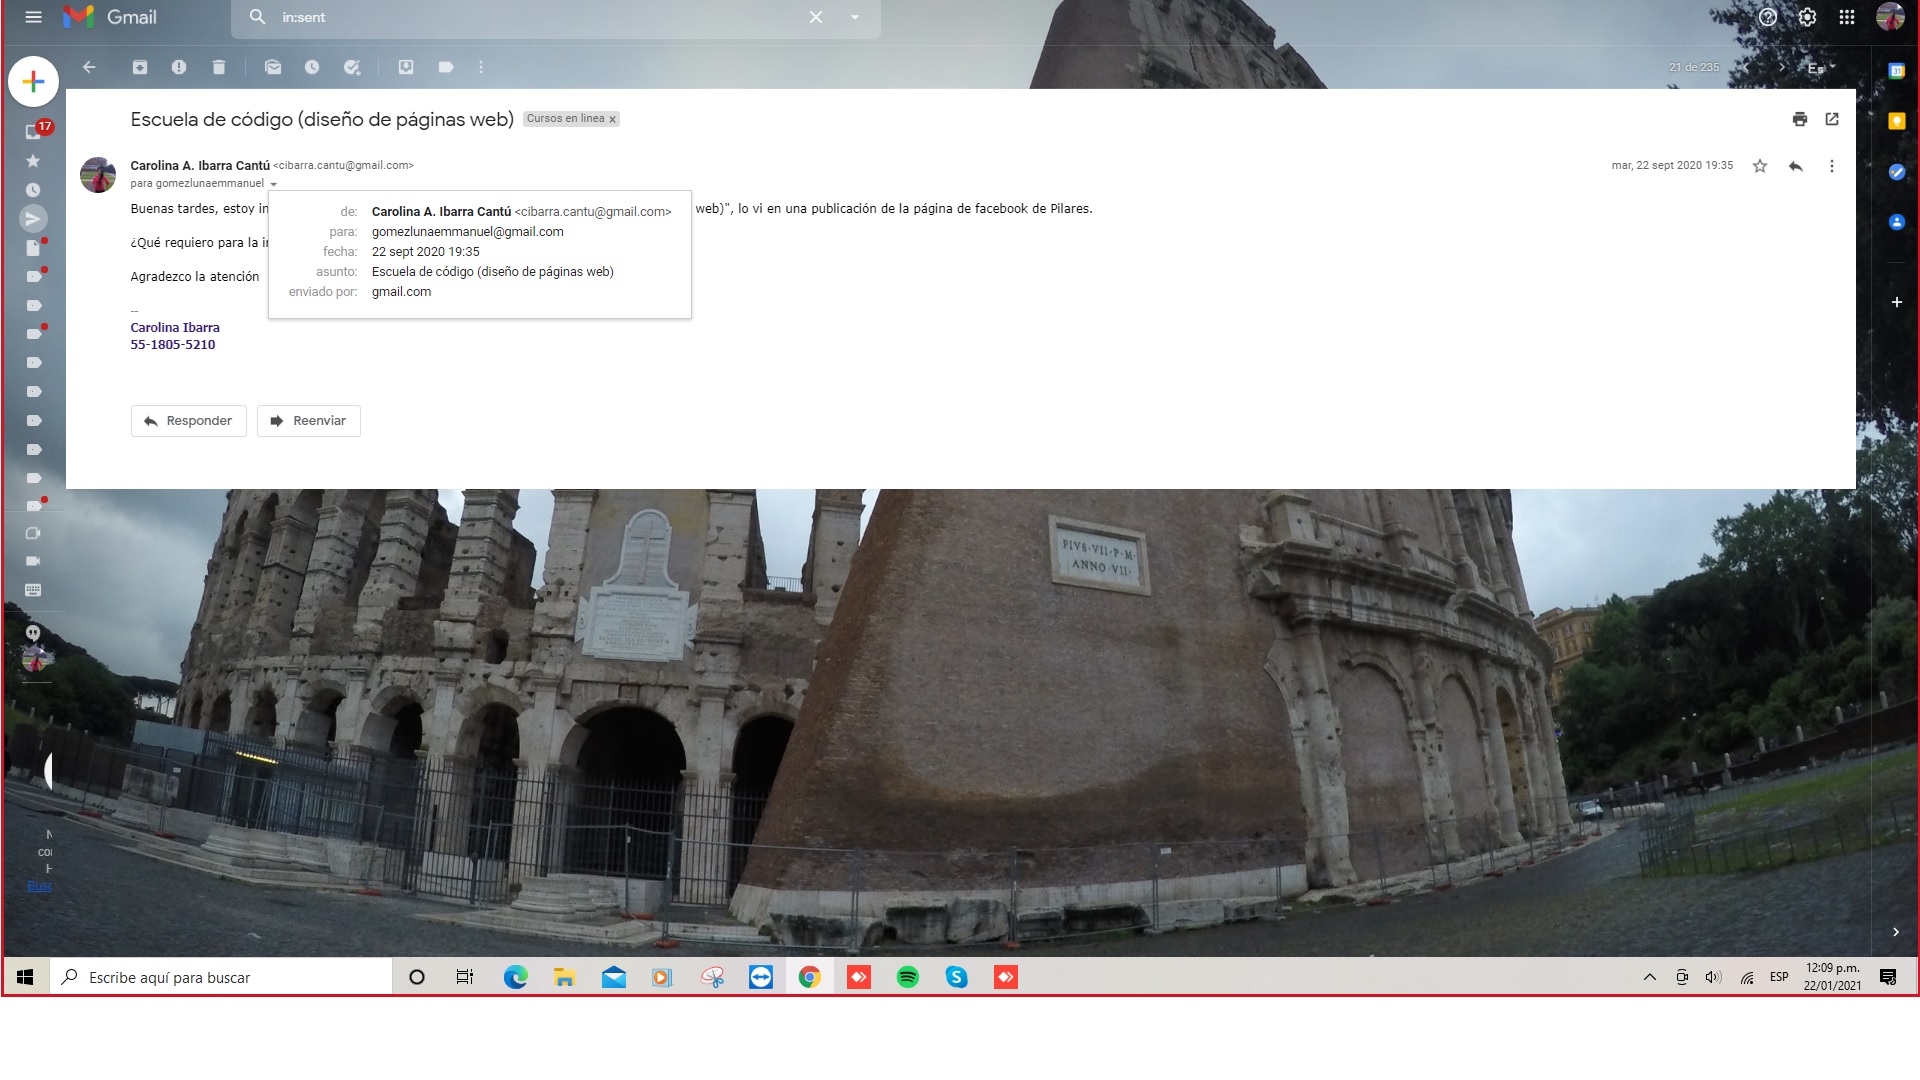 Gmail
in:sent
21 de 235
Es
17
Escuela de código (diseño de páginas web)
Cursos en linea x
Carolina A. Ibarra Cantú <cibarra.cantu@gmail.com>
mar, 22 sept 2020 19:35
para gomezlunaemmanuel
Buenas tardes, estoy in
web)", lo vi en una publicación de la página de facebook de Pilares.
¿Qué requiero para la in
Agradezco la atención
de: Carolina A. Ibarra Cantú <cibarra.cantu@gmail.com>
para: gomezlunaemmanuel@gmail.com
fecha: 22 sept 2020 19:35
asunto: Escuela de código (diseño de páginas web)
enviado por: gmail.com
--
Carolina Ibarra
55-1805-5210
Responder
Reenviar
PIVS·VII·P·M·
ANNO·VII·
N
co
H
Busc
Escribe aquí para buscar
ESP
12:09 p.m.
22/01/2021